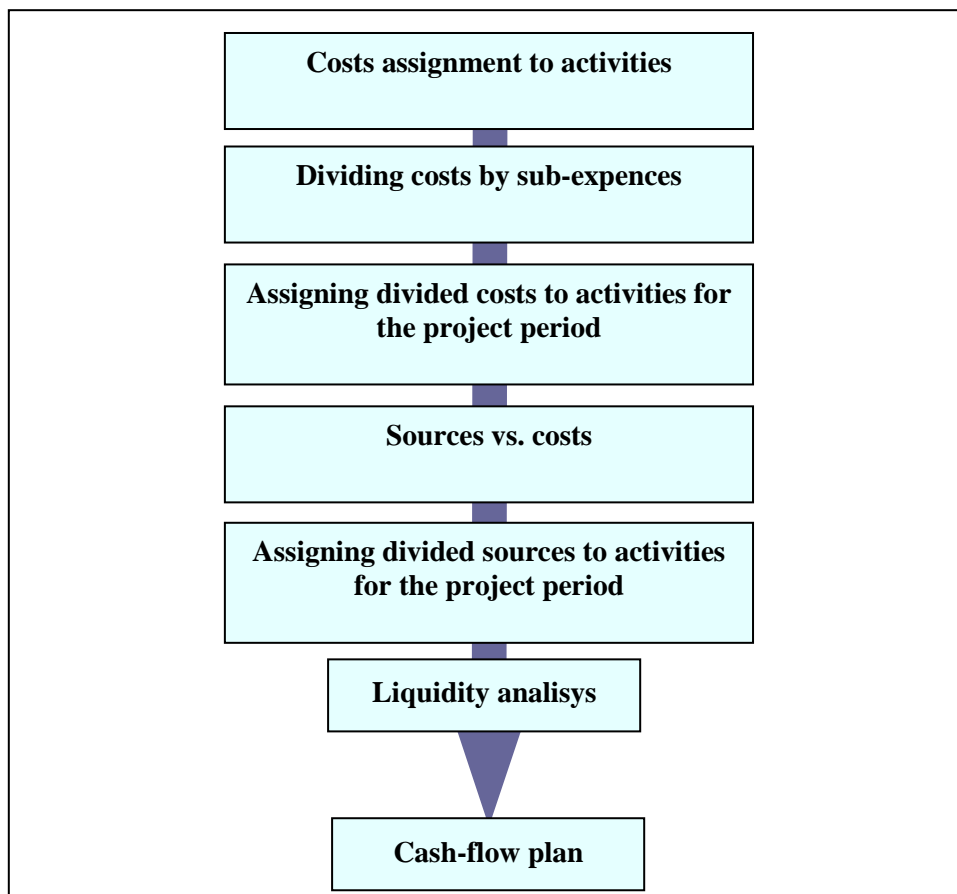 Costs assignment to activities
Dividing costs by sub-expences
Assigning divided costs to activities for
the project period
Sources vs. costs
Assigning divided sources to activities
for the project period
Liquidity analisys
Cash-flow plan